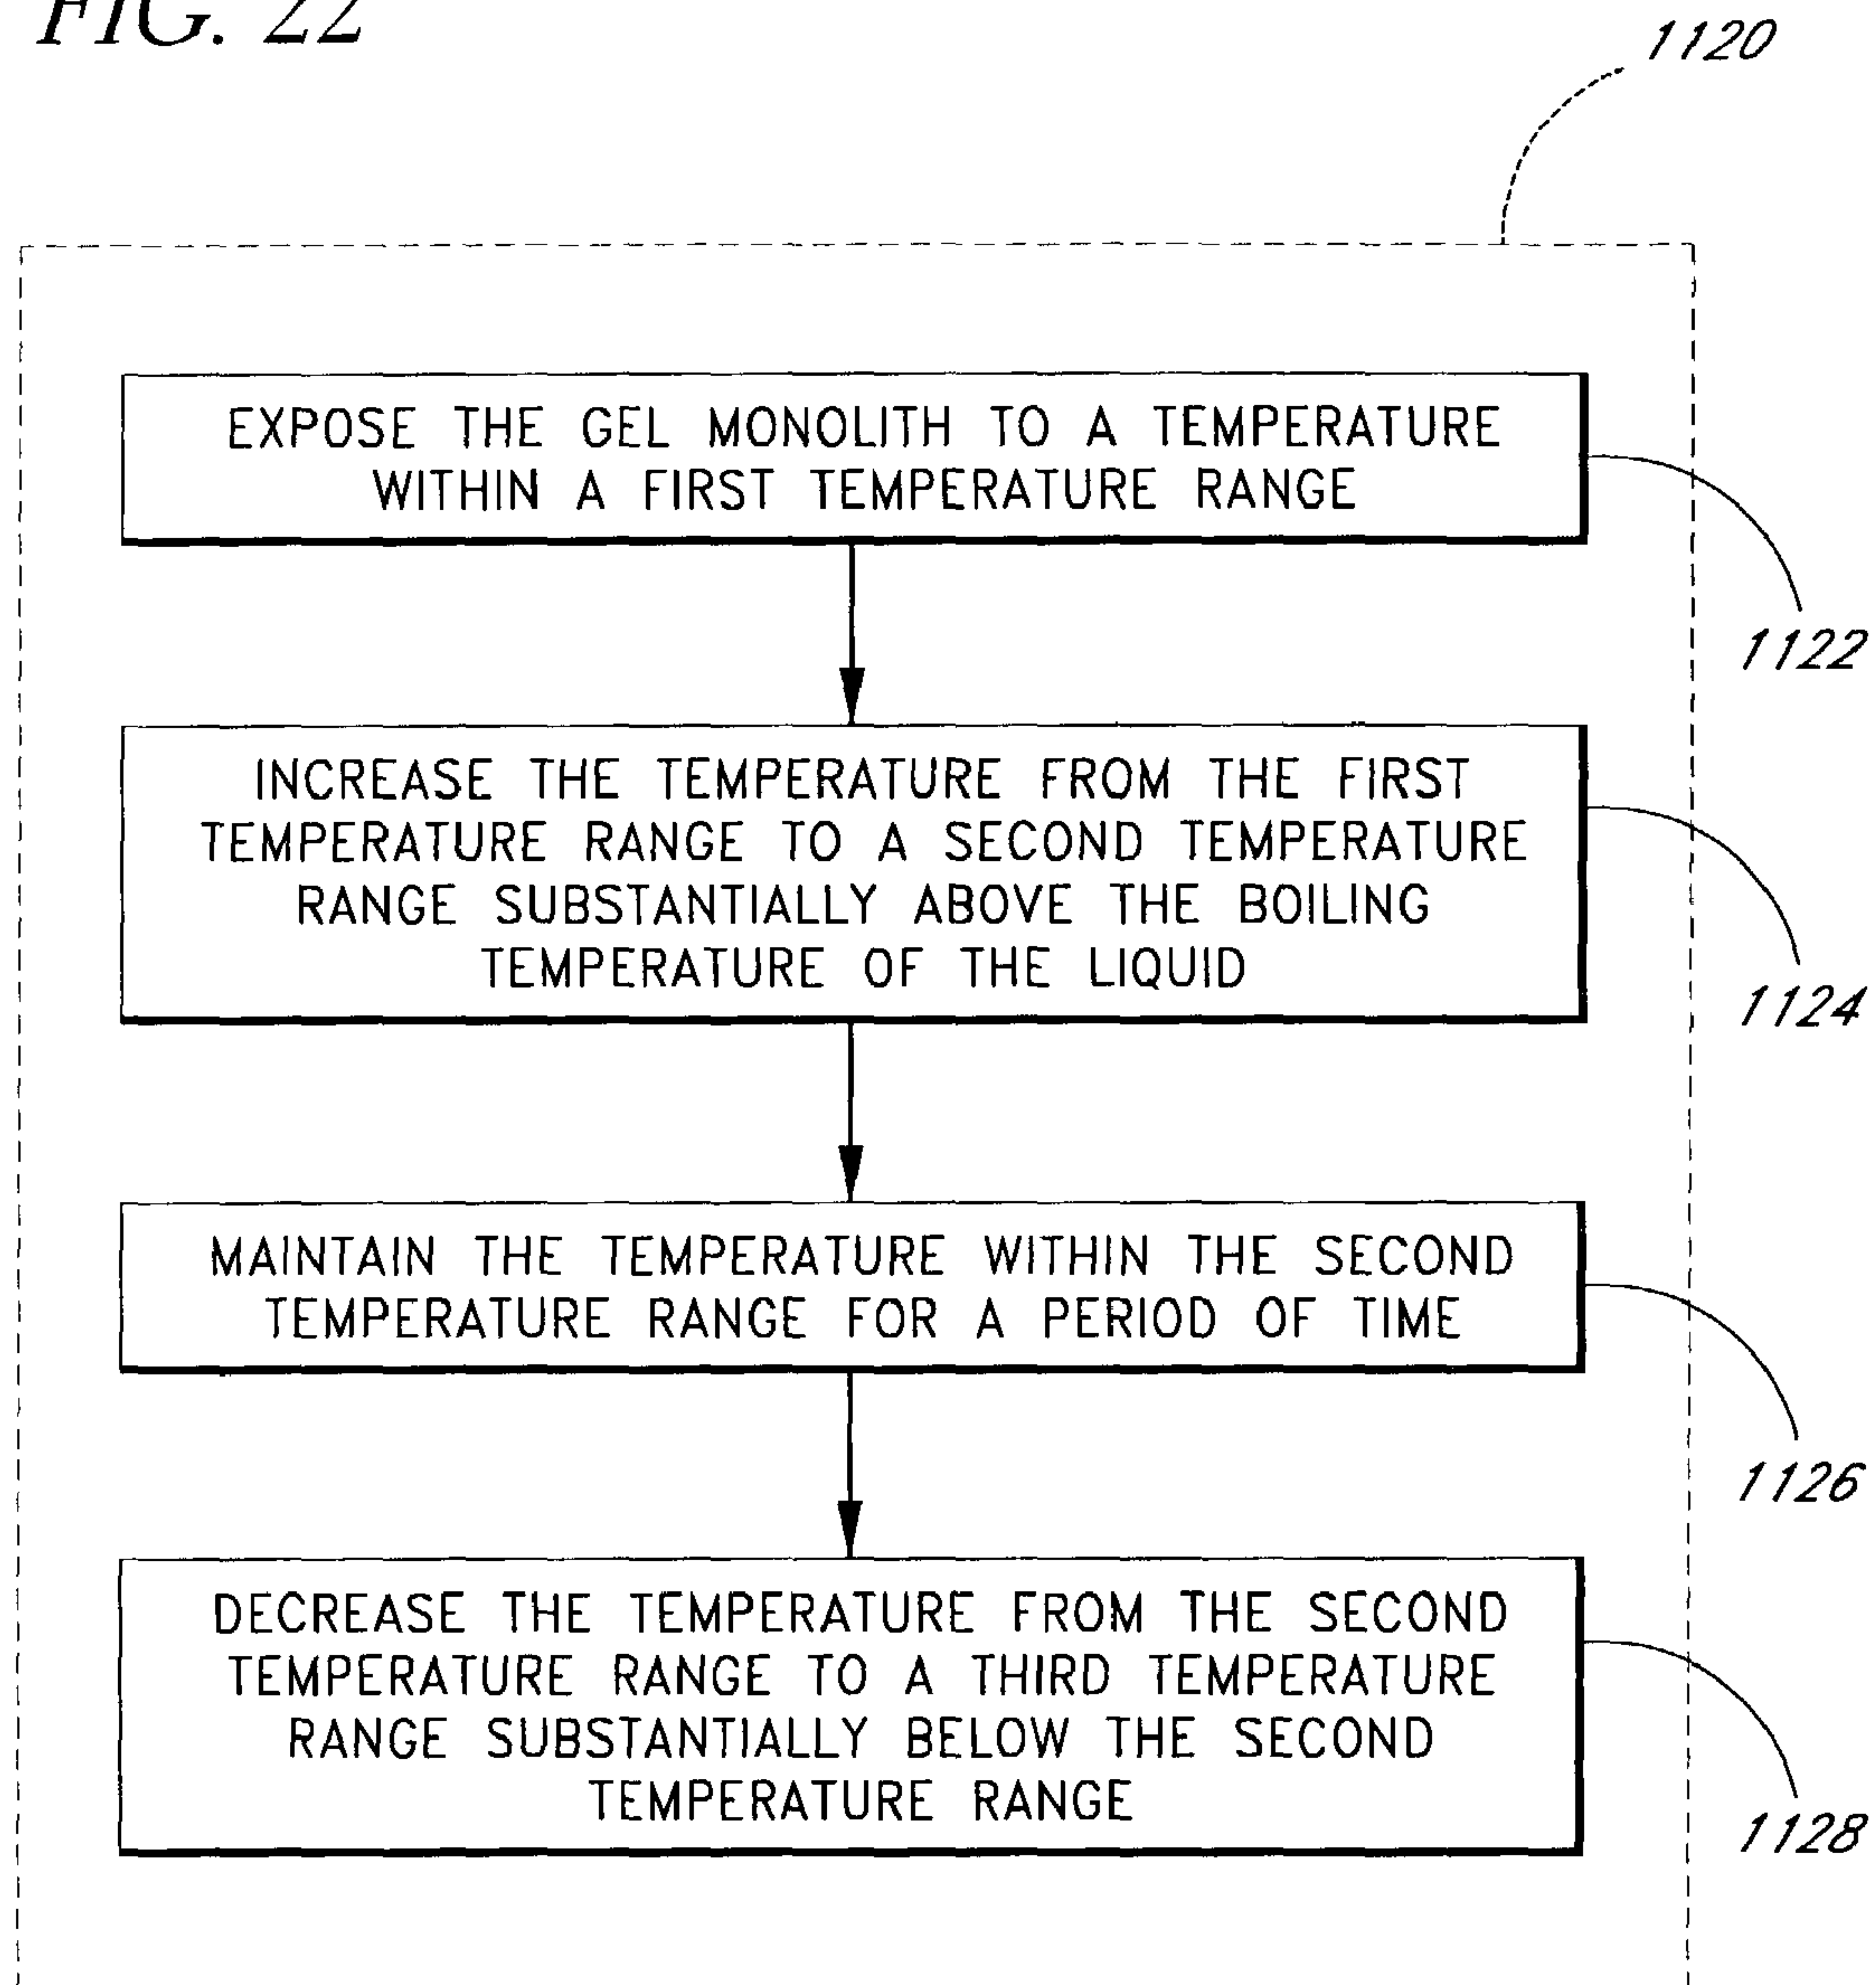 FIG. 22
1120
EXPOSE THE GEL MONOLITH TO A TEMPERATURE
WITHIN A FIRST TEMPERATURE RANGE
1122
INCREASE THE TEMPERATURE FROM THE FIRST
TEMPERATURE RANGE TO A SECOND TEMPERATURE
RANGE SUBSTANTIALLY ABOVE THE BOILING
TEMPERATURE OF THE LIQUID
1124
MAINTAIN THE TEMPERATURE WITHIN THE SECOND
TEMPERATURE RANGE FOR A PERIOD OF TIME
1126
DECREASE THE TEMPERATURE FROM THE SECOND
TEMPERATURE RANGE TO A THIRD TEMPERATURE
RANGE SUBSTANTIALLY BELOW THE SECOND
TEMPERATURE RANGE
1128